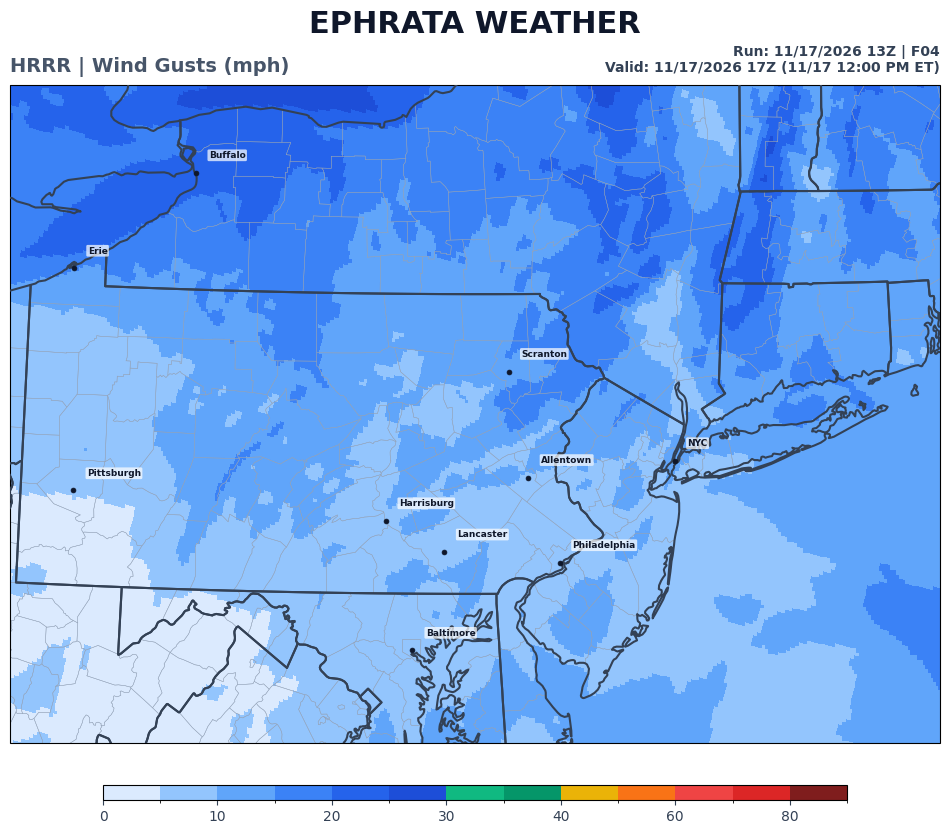 EPHRATA WEATHER
HRRR | Wind Gusts (mph)
Run: 11/17/2026 13Z | F04
Valid: 11/17/2026 17Z (11/17 12:00 PM ET)
Buffalo
Erie
Scranton
NYC
Allentown
Pittsburgh
Harrisburg
Lancaster
Philadelphia
Baltimore
0 10 20 30 40 60 80